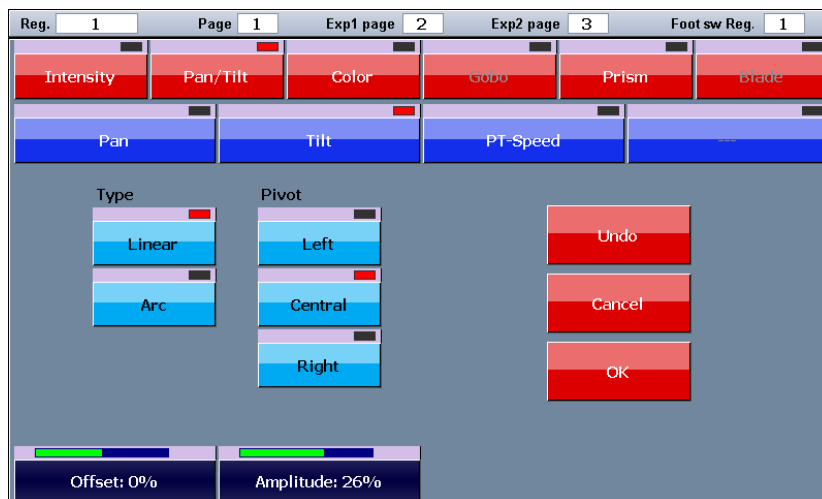 Reg. 1 Page 1 Exp1 page 2 Exp2 page 3 Foot sw Reg. 1
Intensity Pan/Tilt Color Gobo Prism Blade
Pan Tilt PT-Speed ---
Type Pivot
Linear Left Undo
Arc Central Cancel
Right OK
Offset: 0% Amplitude: 26%